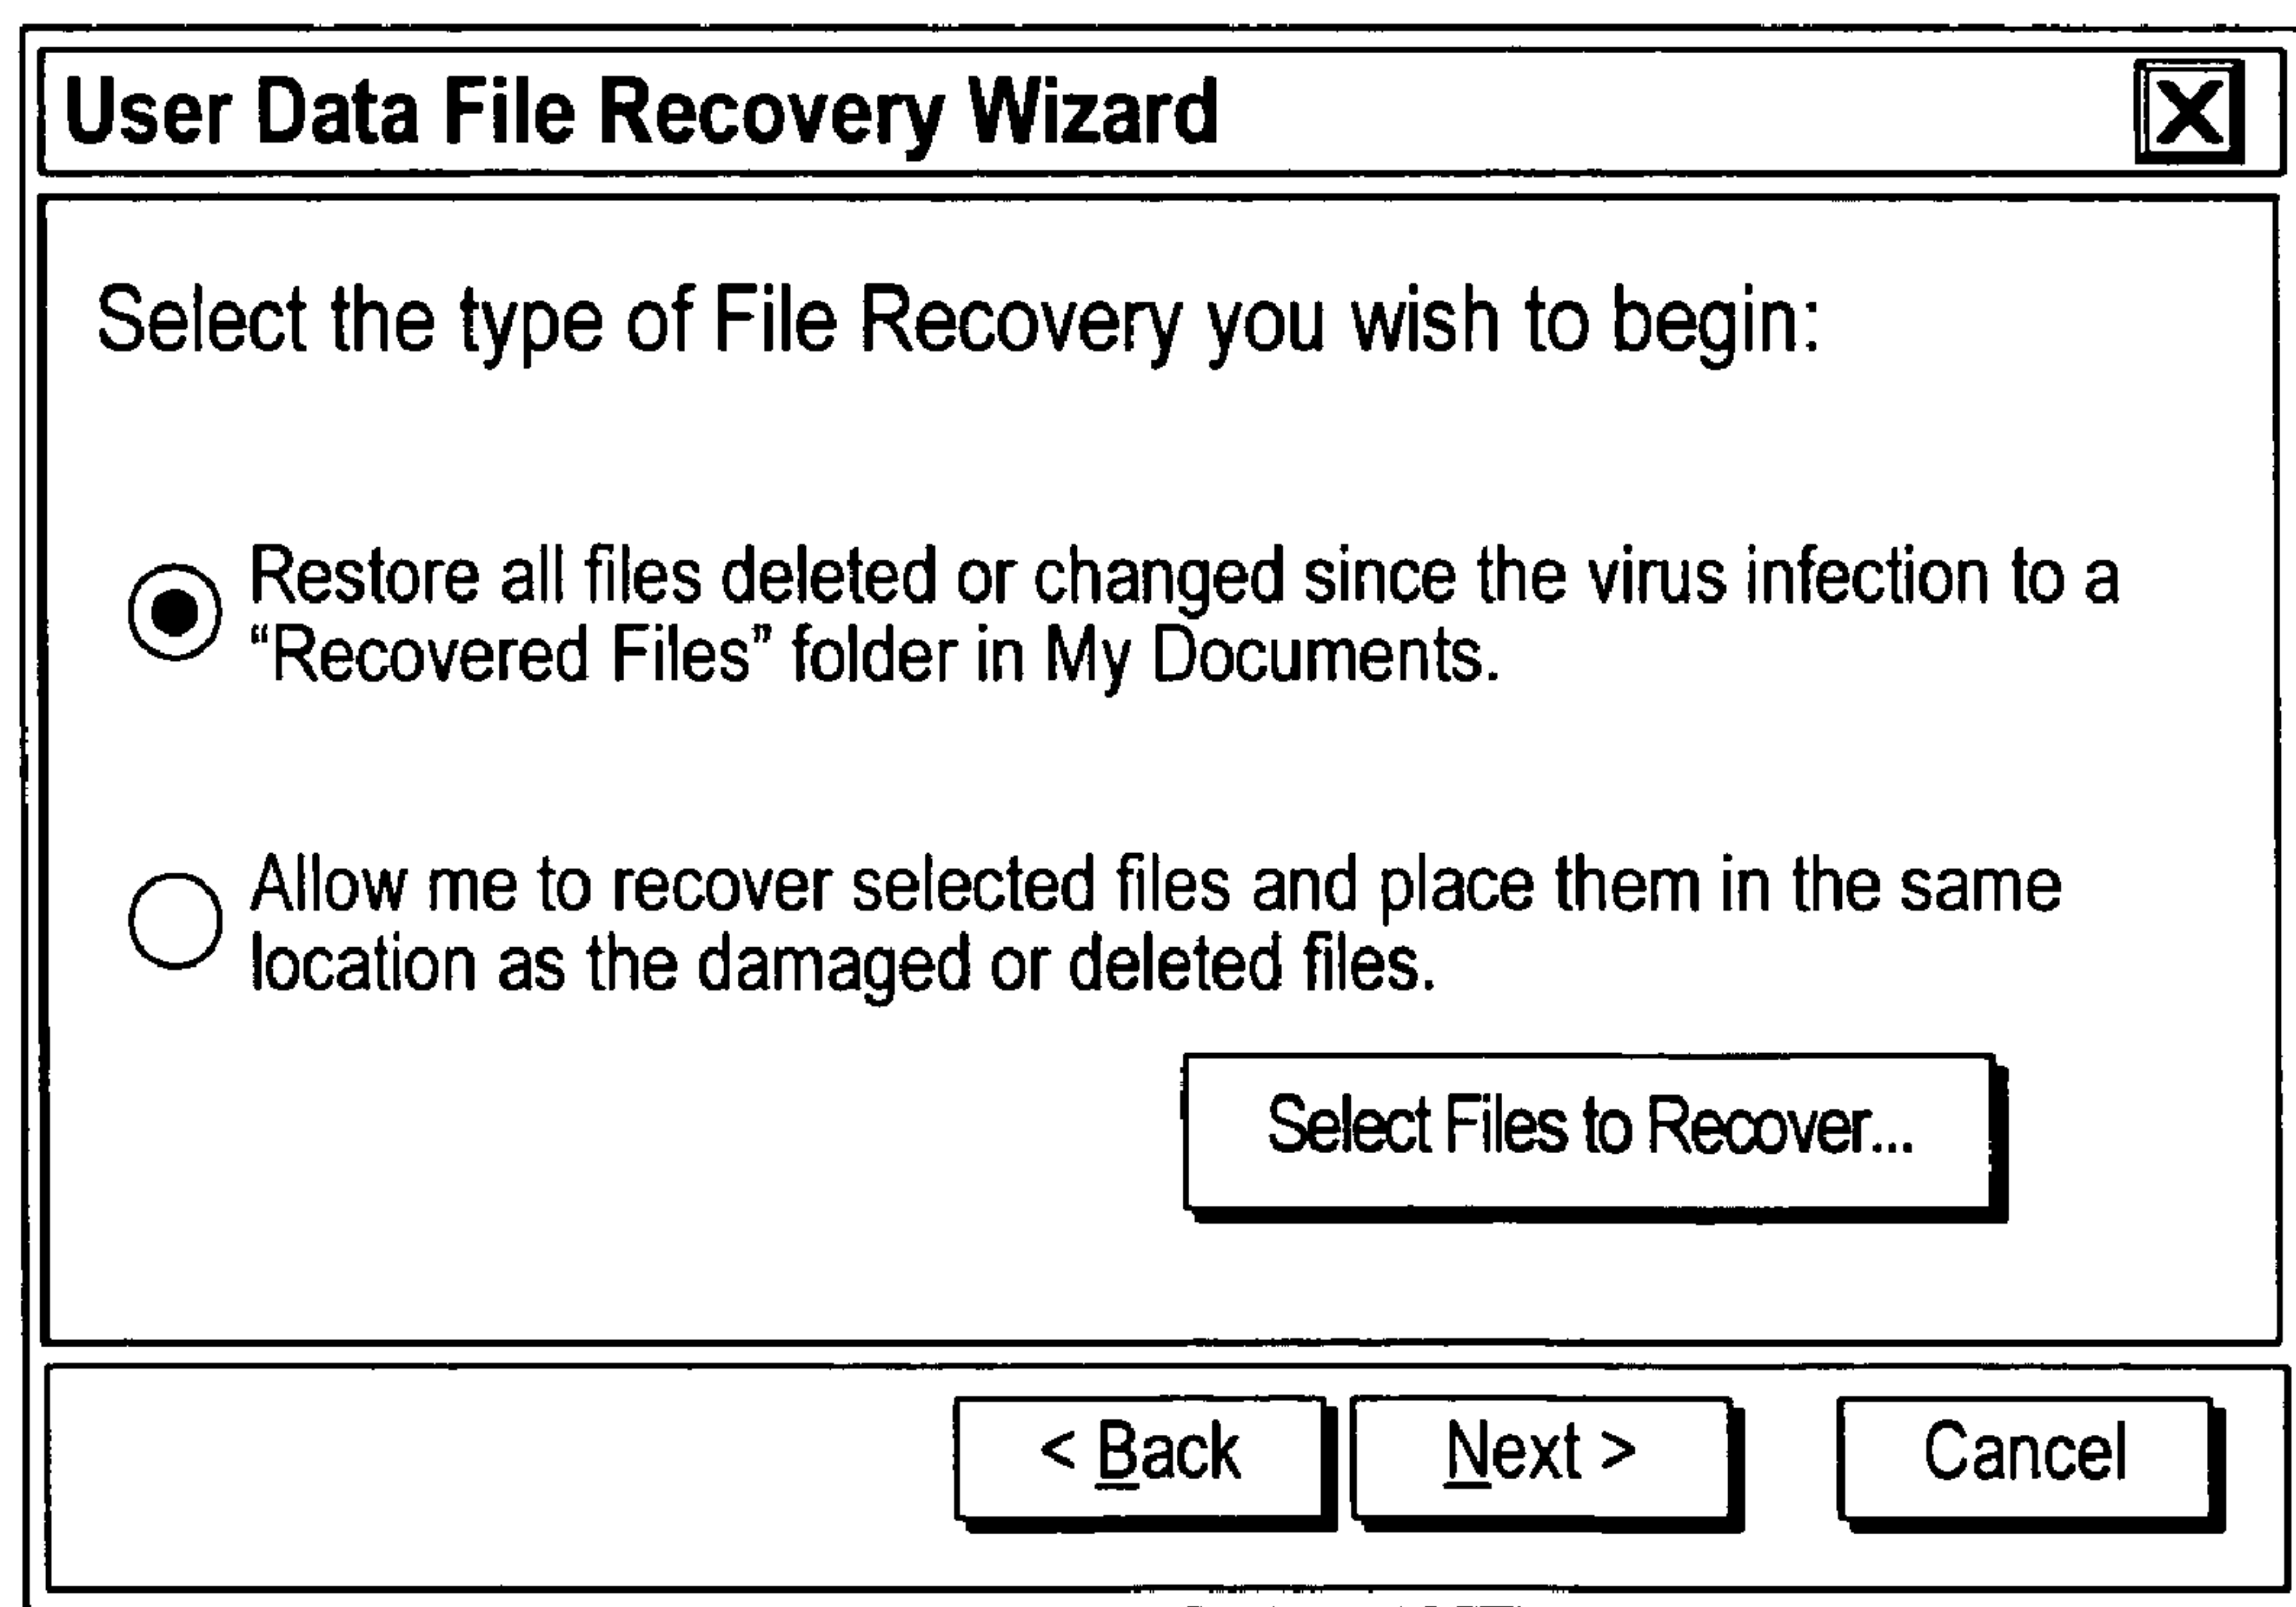 User Data File Recovery Wizard
X
Select the type of File Recovery you wish to begin:
Restore all files deleted or changed since the virus infection to a
“Recovered Files” folder in My Documents.
Allow me to recover selected files and place them in the same
location as the damaged or deleted files.
Select Files to Recover...
< Back
Next >
Cancel